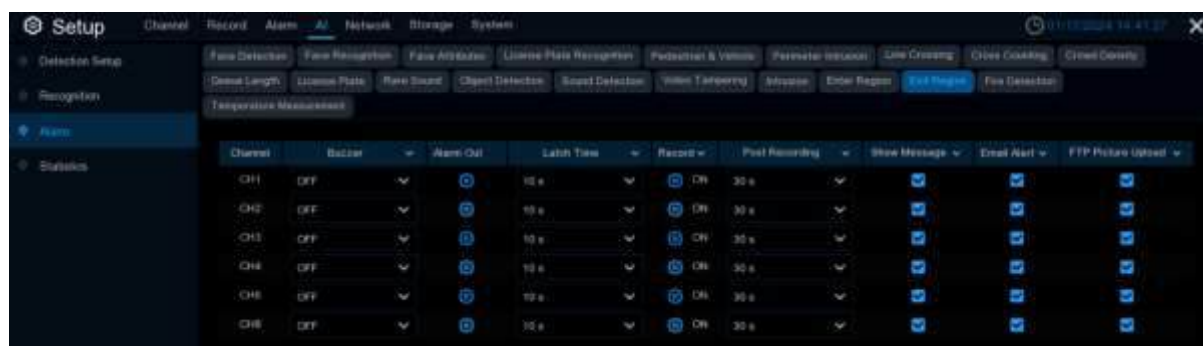 Setup Channel Record Alarm AI Network Storage System
Detection Setup
Face Detection Face Recognition Face Attributes License Plate Recognition Pedestrian & Vehicle Perimeter Intrusion Line Crossing Cross Counting Crowd Density
Recognition
Queue Length License Plate Rare Sound Object Detection Sound Detection Video Tampering Intrusion Enter Region Exit Region Fire Detection
Temperature Measurement
Alarm
Statistics
Channel Buzzer Alarm Out Latch Time Record Post Recording Show Message Email Alert FTP Picture Upload
CH1 OFF 10 s ON 30 s
CH2 OFF 10 s ON 30 s
CH3 OFF 10 s ON 30 s
CH4 OFF 10 s ON 30 s
OFF 10 s ON 30 s
OFF 10 s ON 30 s